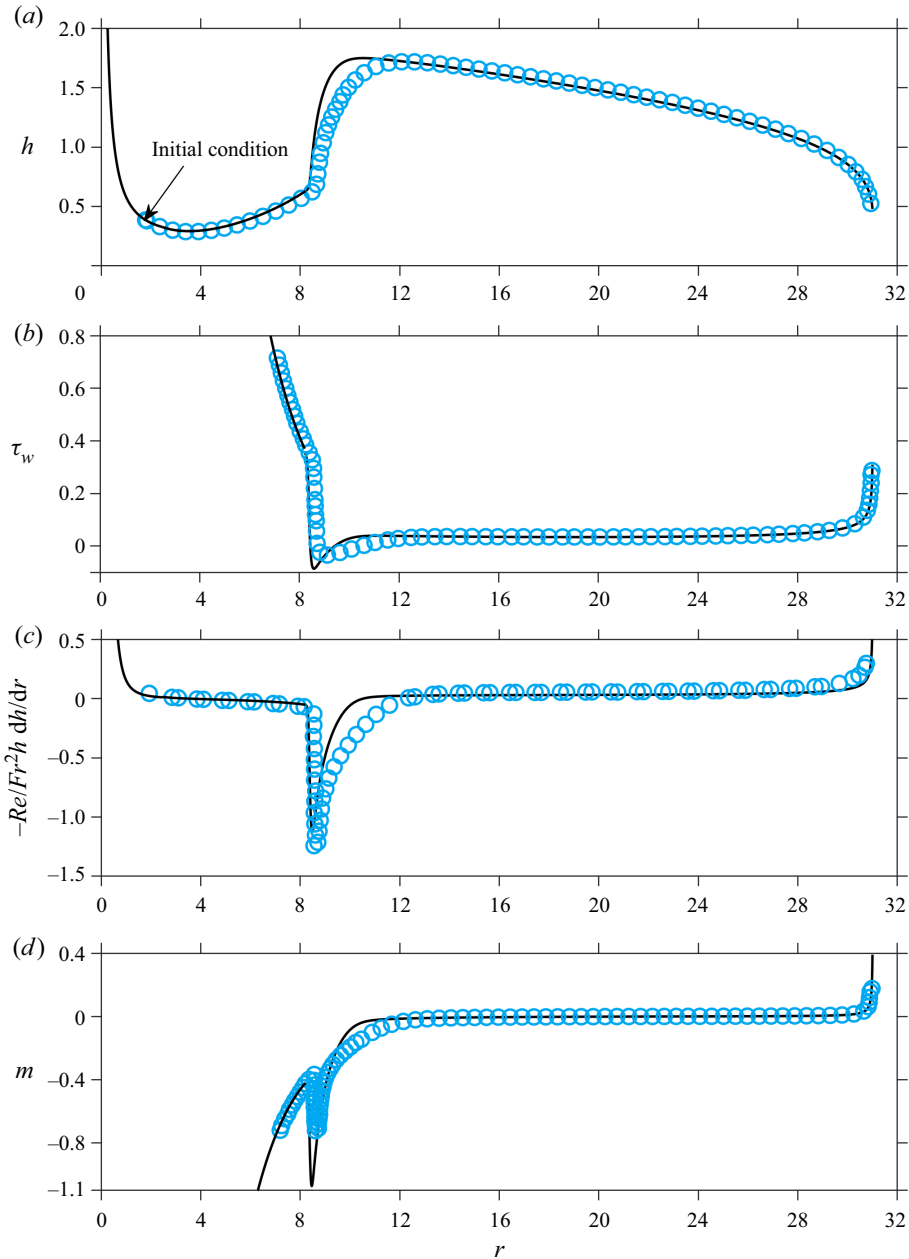 (a)
2.0
1.5
h
1.0
Initial condition
0.5
0 4 8 12 16 20 24 28 32
(b)
0.8
0.6
0.4
τw
0.2
0
0 4 8 12 16 20 24 28 32
(c)
0.5
0
–Re/Fr²h dh/dr
–0.5
–1.0
–1.5
0 4 8 12 16 20 24 28 32
(d)
0.4
0
m
–0.4
–0.8
–1.1
0 4 8 12 16 20 24 28 32
r